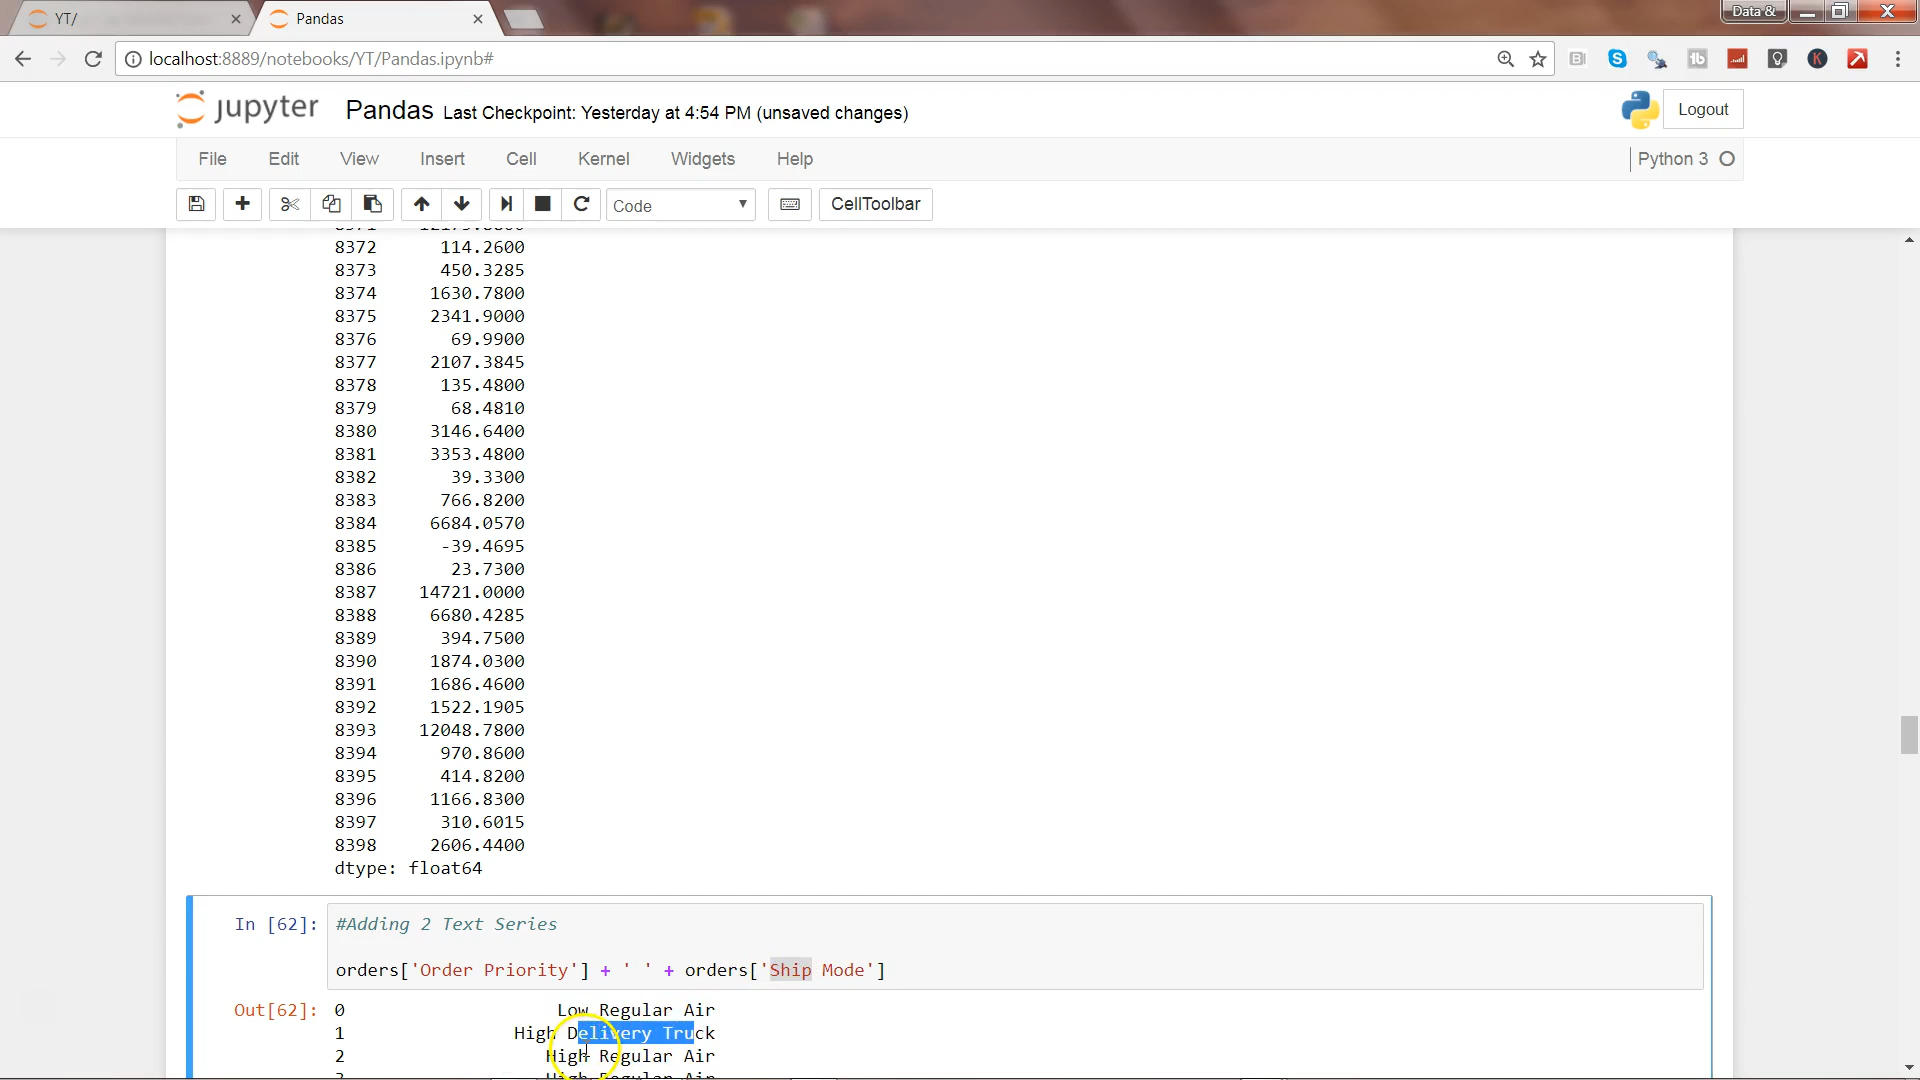 YT/
Pandas
Data &
localhost:8889/notebooks/YT/Pandas.ipynb#
jupyter Pandas Last Checkpoint: Yesterday at 4:54 PM (unsaved changes)
Logout
File Edit View Insert Cell Kernel Widgets Help
Python 3
Code
CellToolbar
8372 114.2600
8373 450.3285
8374 1630.7800
8375 2341.9000
8376 69.9900
8377 2107.3845
8378 135.4800
8379 68.4810
8380 3146.6400
8381 3353.4800
8382 39.3300
8383 766.8200
8384 6684.0570
8385 -39.4695
8386 23.7300
8387 14721.0000
8388 6680.4285
8389 394.7500
8390 1874.0300
8391 1686.4600
8392 1522.1905
8393 12048.7800
8394 970.8600
8395 414.8200
8396 1166.8300
8397 310.6015
8398 2606.4400
dtype: float64
In [62]: #Adding 2 Text Series
orders['Order Priority'] + ' ' + orders['Ship Mode']
Out[62]: 0 Low Regular Air
1 High Delivery Truck
2 High Regular Air